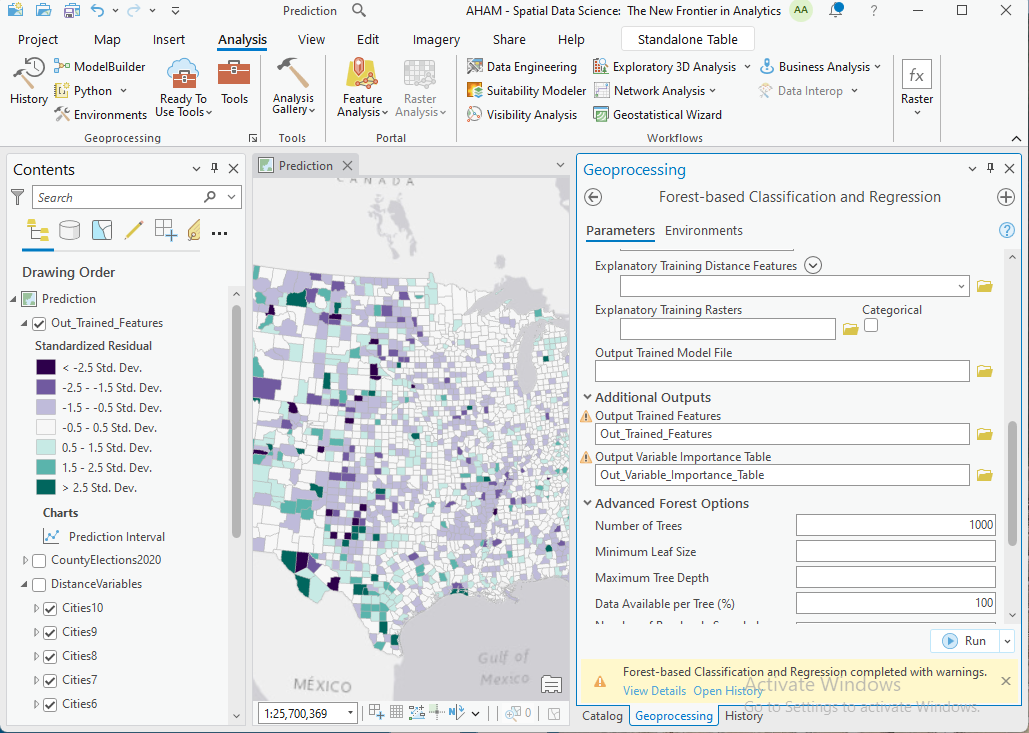 Prediction
AHAM - Spatial Data Science: The New Frontier in Analytics
AA
?
Project
Map
Insert
Analysis
View
Edit
Imagery
Share
Help
Standalone Table
History
ModelBuilder
Python
Environments
Ready To
Use Tools
Tools
Geoprocessing
Analysis
Gallery
Tools
Feature
Analysis
Raster
Analysis
Portal
Data Engineering
Suitability Modeler
Visibility Analysis
Exploratory 3D Analysis
Network Analysis
Geostatistical Wizard
Business Analysis
Data Interop
Workflows
fx
Raster
Contents
Search
Drawing Order
Prediction
Out_Trained_Features
Standardized Residual
< -2.5 Std. Dev.
-2.5 - -1.5 Std. Dev.
-1.5 - -0.5 Std. Dev.
-0.5 - 0.5 Std. Dev.
0.5 - 1.5 Std. Dev.
1.5 - 2.5 Std. Dev.
> 2.5 Std. Dev.
Charts
Prediction Interval
CountyElections2020
DistanceVariables
Cities10
Cities9
Cities8
Cities7
Cities6
Prediction
CANADA
MÉXICO
Gulf of
Mexico
1:25,700,369
0
Geoprocessing
Forest-based Classification and Regression
Parameters
Environments
?
Explanatory Training Distance Features
Explanatory Training Rasters
Categorical
Output Trained Model File
Additional Outputs
Output Trained Features
Out_Trained_Features
Output Variable Importance Table
Out_Variable_Importance_Table
Advanced Forest Options
Number of Trees
1000
Minimum Leaf Size
Maximum Tree Depth
Data Available per Tree (%)
100
Run
Forest-based Classification and Regression completed with warnings.
View Details Open History
Activate Windows
Go to Settings to activate Windows.
Catalog
Geoprocessing
History